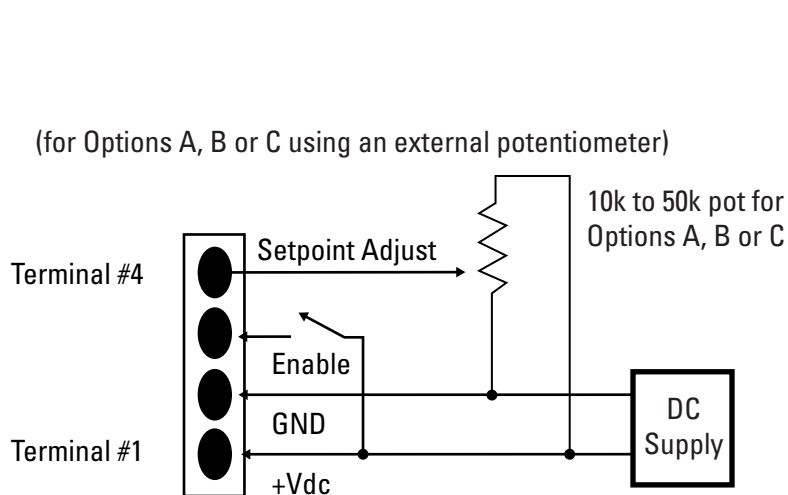 (for Options A, B or C using an external potentiometer)
10k to 50k pot for
Options A, B or C
Setpoint Adjust
Terminal #4
Enable
GND
DC
Supply
Terminal #1
+Vdc